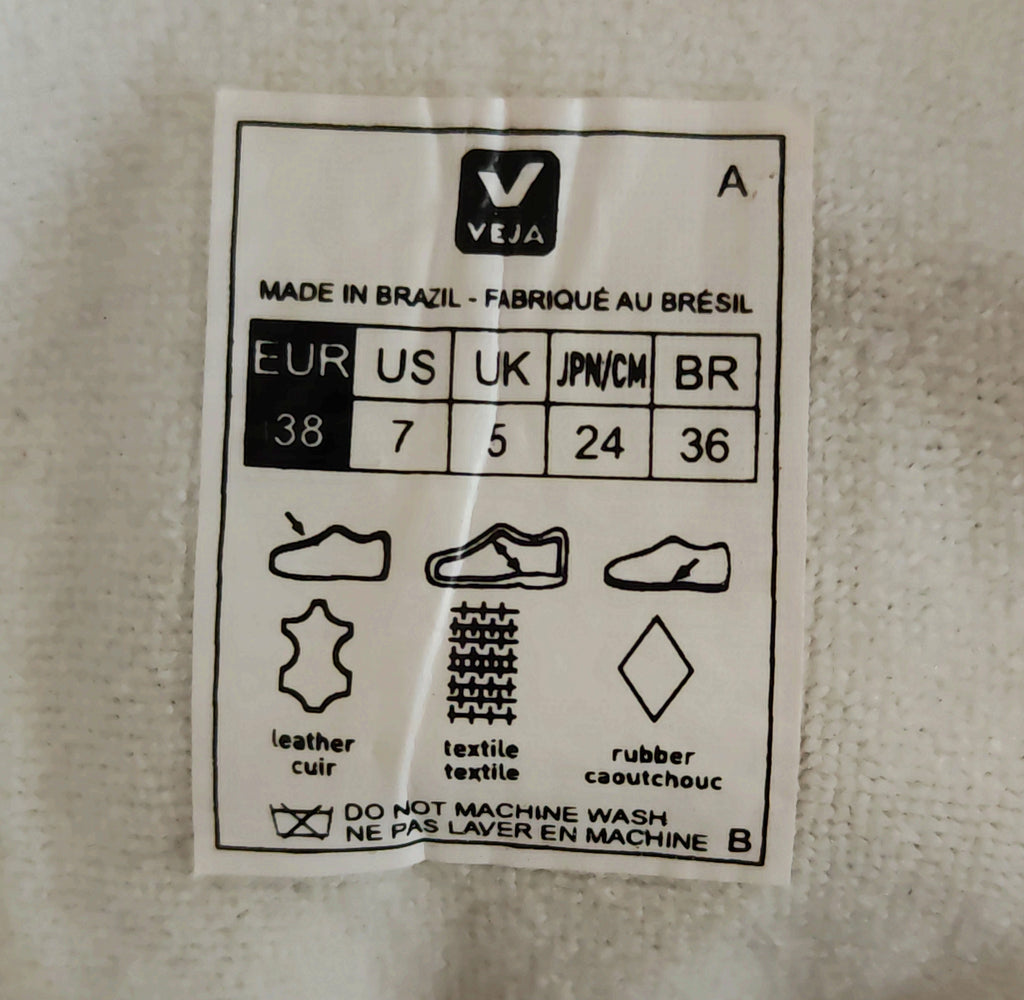 A
V
VEJA
MADE IN BRAZIL - FABRIQUÉ AU BRÉSIL
EUR US UK JPN/CM BR
38 7 5 24 36
leather textile rubber
cuir textile caoutchouc
DO NOT MACHINE WASH
NE PAS LAVER EN MACHINE B